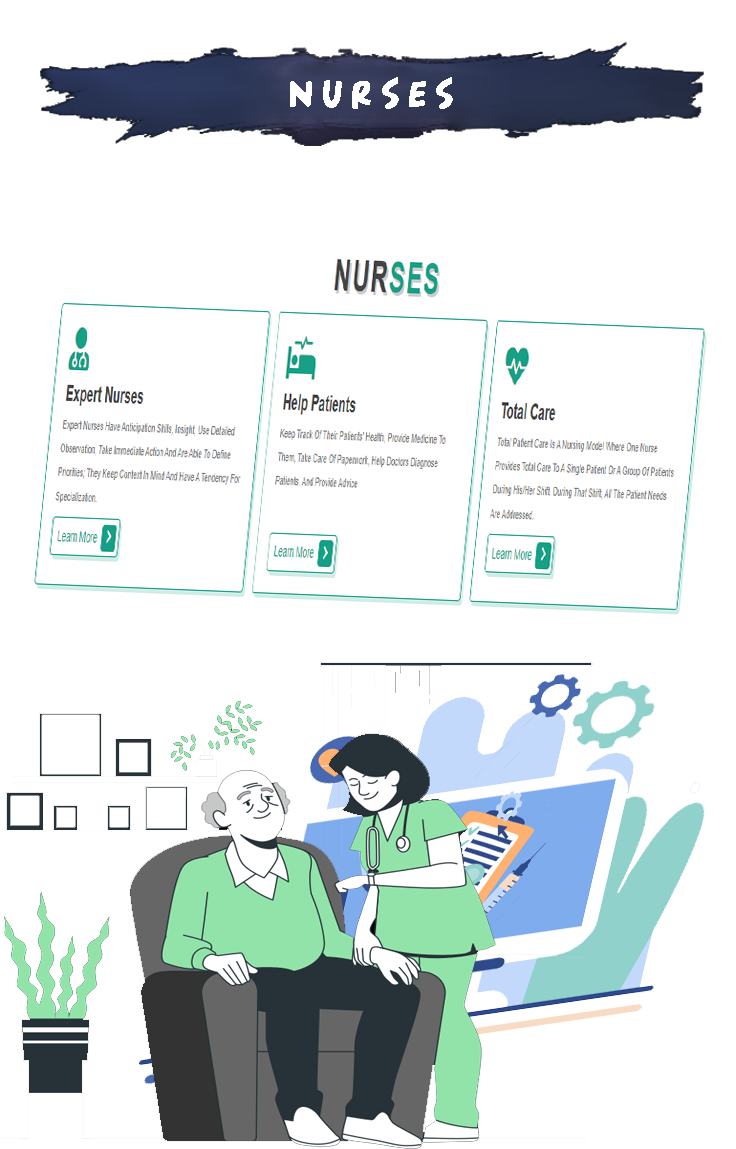 NURSES
NURSES
Expert Nurses
Expert Nurses Have Anticipation Skills, Insight, Use Detailed
Observation, Take Immediate Action And Are Able To Define
Priorities; They Keep Context In Mind And Have A Tendency For
Specialization.
Learn More
Help Patients
Keep Track Of Their Patients' Health, Provide Medicine To
Them, Take Care Of Paperwork, Help Doctors Diagnose
Patients, And Provide Advice
Learn More
Total Care
Total Patient Care Is A Nursing Model Where One Nurse
Provides Total Care To A Single Patient Or A Group Of Patients
During His/Her Shift. During That Shift, All The Patient Needs
Are Addressed.
Learn More